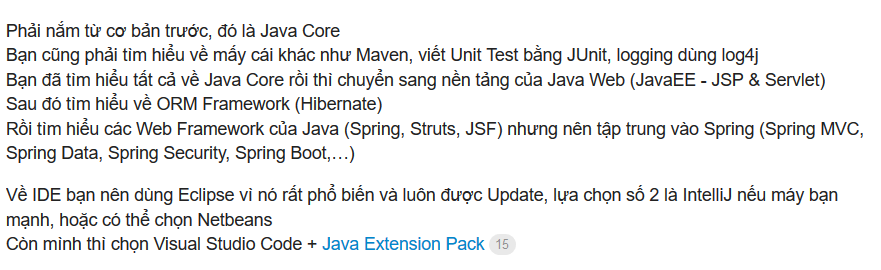 Phải nắm từ cơ bản trước, đó là Java Core
Bạn cũng phải tìm hiểu về mấy cái khác như Maven, viết Unit Test bằng JUnit, logging dùng log4j
Bạn đã tìm hiểu tất cả về Java Core rồi thì chuyển sang nền tảng của Java Web (JavaEE - JSP & Servlet)
Sau đó tìm hiểu về ORM Framework (Hibernate)
Rồi tìm hiểu các Web Framework của Java (Spring, Struts, JSF) nhưng nên tập trung vào Spring (Spring MVC,
Spring Data, Spring Security, Spring Boot,…)
Về IDE bạn nên dùng Eclipse vì nó rất phổ biến và luôn được Update, lựa chọn số 2 là IntelliJ nếu máy bạn
mạnh, hoặc có thể chọn Netbeans
Còn mình thì chọn Visual Studio Code + Java Extension Pack 15